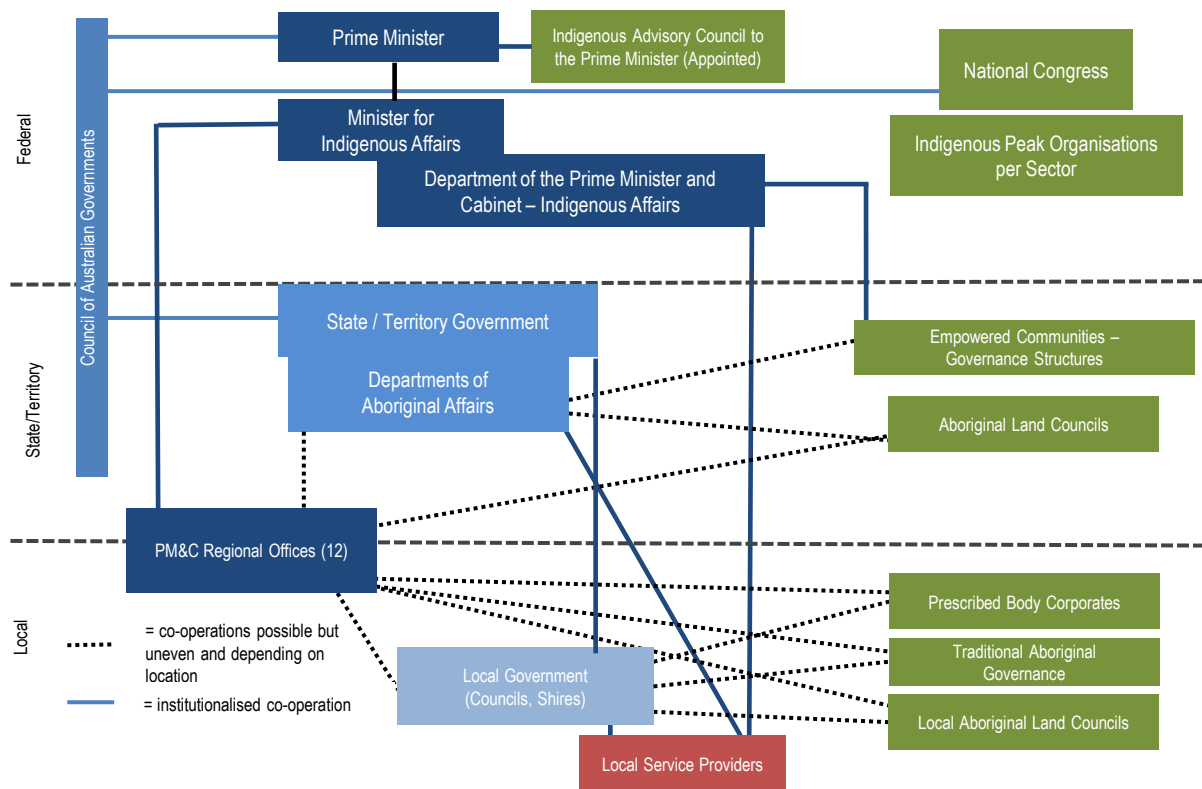 Prime Minister
Indigenous Advisory Council to
the Prime Minister (Appointed)
National Congress
Minister for
Indigenous Affairs
Indigenous Peak Organisations
per Sector
Federal
Department of the Prime Minister and
Cabinet – Indigenous Affairs
Council of Australian Governments
State / Territory Government
Empowered Communities –
Governance Structures
Departments of
Aboriginal Affairs
State/Territory
Aboriginal Land Councils
PM&C Regional Offices (12)
Local
Prescribed Body Corporates
= co-operations possible but
uneven and depending on
location
Traditional Aboriginal
Governance
Local Government
(Councils, Shires)
= institutionalised co-operation
Local Aboriginal Land Councils
Local Service Providers